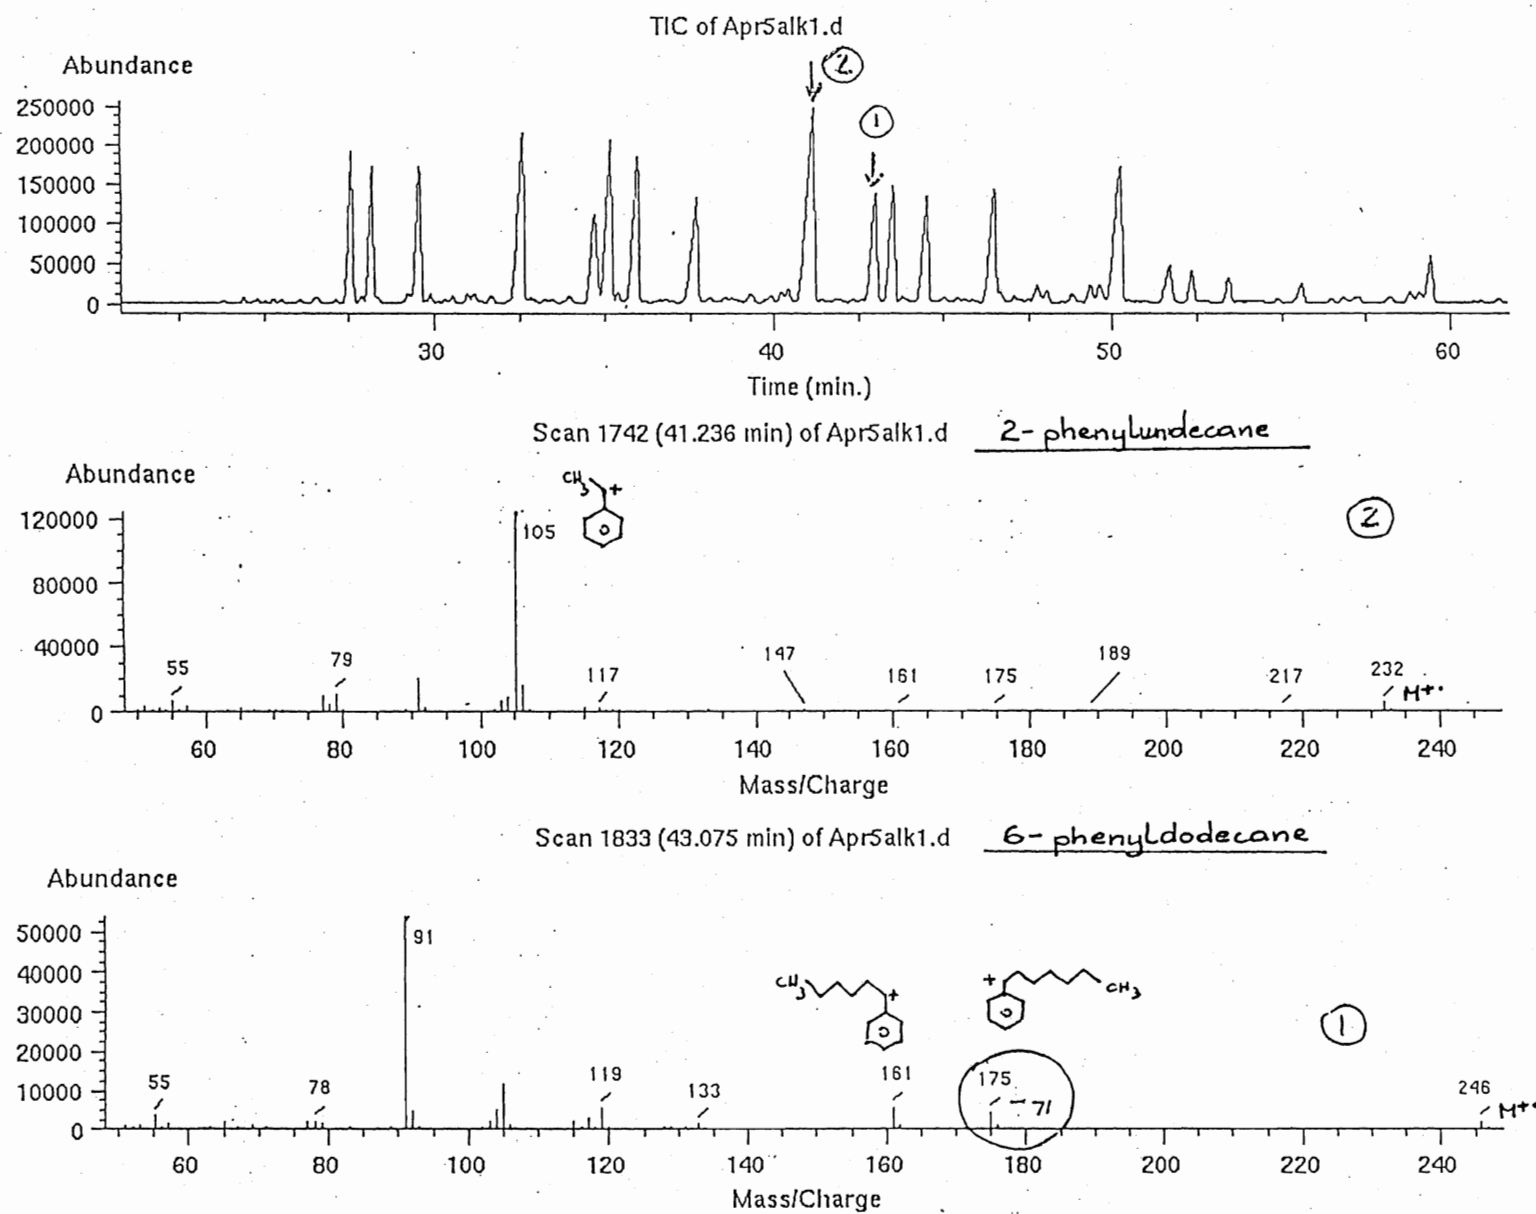 TIC of Apr5alk1.d
②
Abundance
①
250000
200000
150000
100000
50000
0
30 40 50 60
Time (min.)
Scan 1742 (41.236 min) of Apr5alk1.d 2-phenylundecane
Abundance
CH3 +
②
120000
105
80000
40000
55 79 117 147 161 175 189 217 232 M+·
0
60 80 100 120 140 160 180 200 220 240
Mass/Charge
Scan 1833 (43.075 min) of Apr5alk1.d 6-phenyldodecane
Abundance
50000
91
40000
CH3 + + CH3
30000
①
20000
10000
55 78 119 133 161 175 -71 246 M+·
0
60 80 100 120 140 160 180 200 220 240
Mass/Charge